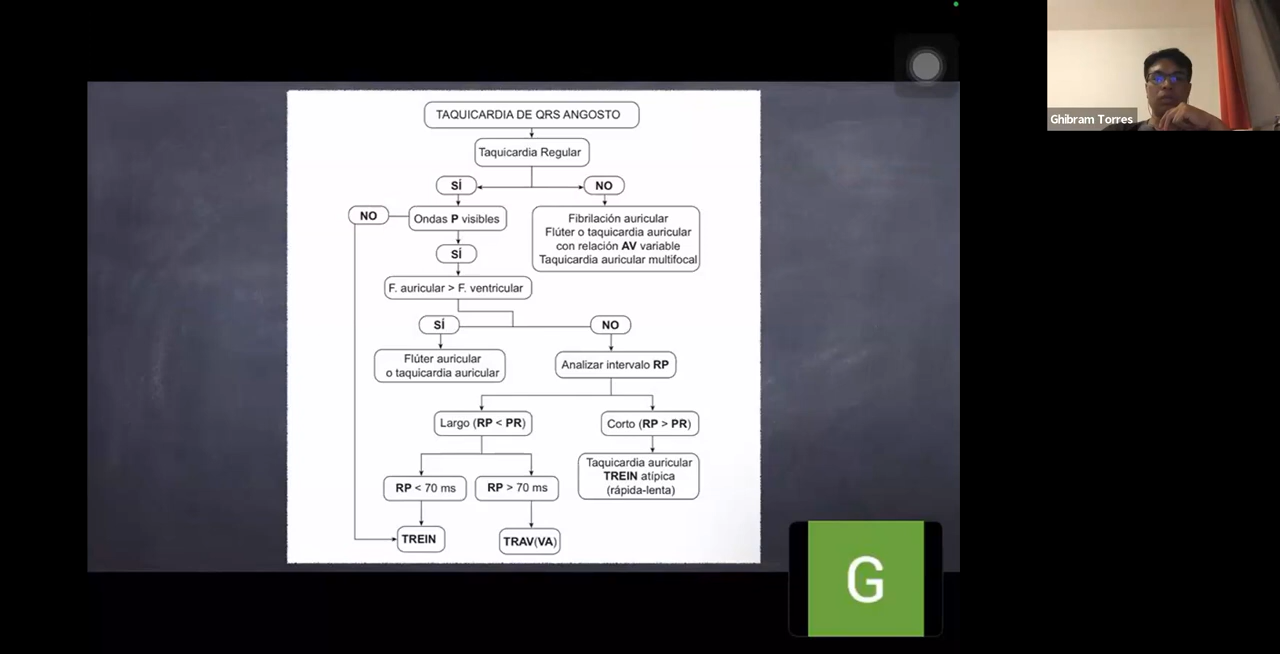 TAQUICARDIA DE QRS ANGOSTO
Taquicardia Regular
SÍ
NO
NO
Ondas P visibles
Fibrilación auricular
Flúter o taquicardia auricular
con relación AV variable
Taquicardia auricular multifocal
SÍ
F. auricular > F. ventricular
SÍ
NO
Flúter auricular
o taquicardia auricular
Analizar intervalo RP
Largo (RP < PR)
Corto (RP > PR)
Taquicardia auricular
TREIN atípica
(rápida-lenta)
RP < 70 ms
RP > 70 ms
TREIN
TRAV(VA)
Ghibram Torres
G